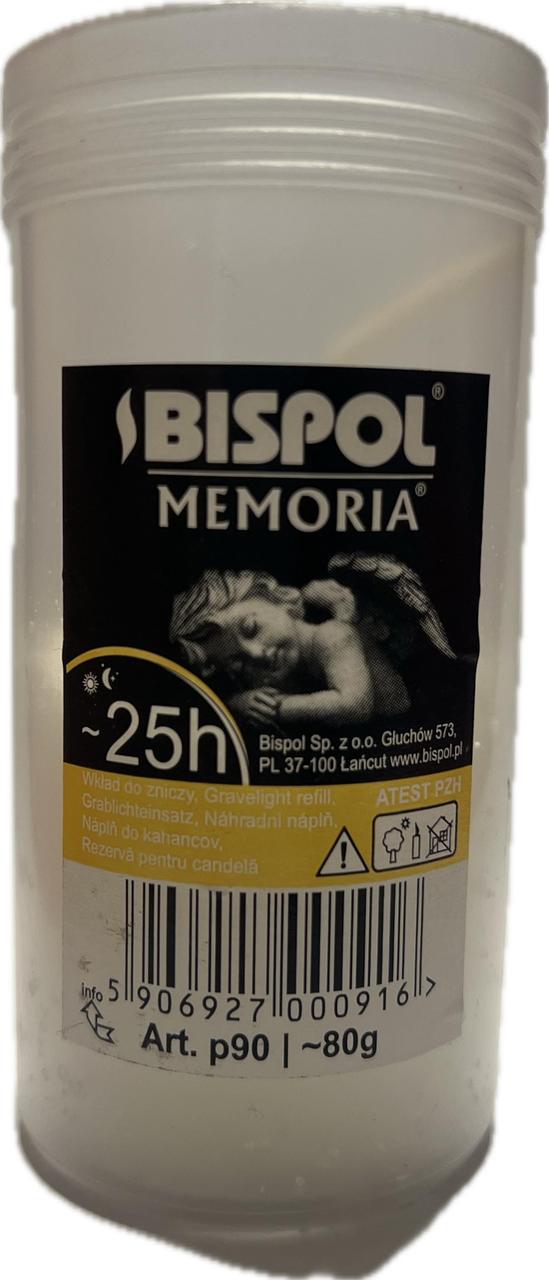 BISPOL®
MEMORIA®
~25h
Bispol Sp. z o.o. Głuchów 573,
PL 37-100 Łańcut www.bispol.pl
Wkład do zniczy, Gravelight refill,
Grablichteinsatz, Náhradní náplň,
Náplň do kahancov,
Rezervă pentru candelă
ATEST PZH
info 5 906927 000916 >
Art. p90 | ~80g